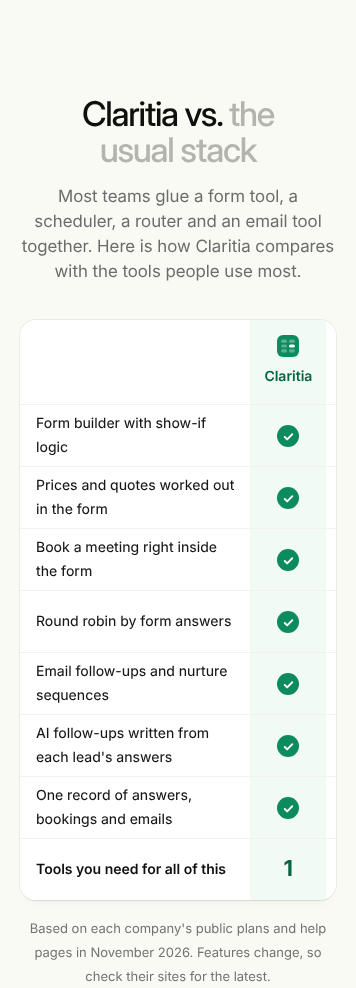 Claritia vs. the
usual stack
Most teams glue a form tool, a
scheduler, a router and an email tool
together. Here is how Claritia compares
with the tools people use most.
Claritia
Form builder with show-if
logic
Prices and quotes worked out
in the form
Book a meeting right inside
the form
Round robin by form answers
Email follow-ups and nurture
sequences
AI follow-ups written from
each lead's answers
One record of answers,
bookings and emails
Tools you need for all of this 1
Based on each company's public plans and help
pages in November 2026. Features change, so
check their sites for the latest.